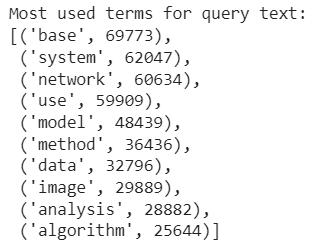 Most used terms for query text:
[('base', 69773),
('system', 62047),
('network', 60634),
('use', 59909),
('model', 48439),
('method', 36436),
('data', 32796),
('image', 29889),
('analysis', 28882),
('algorithm', 25644)]